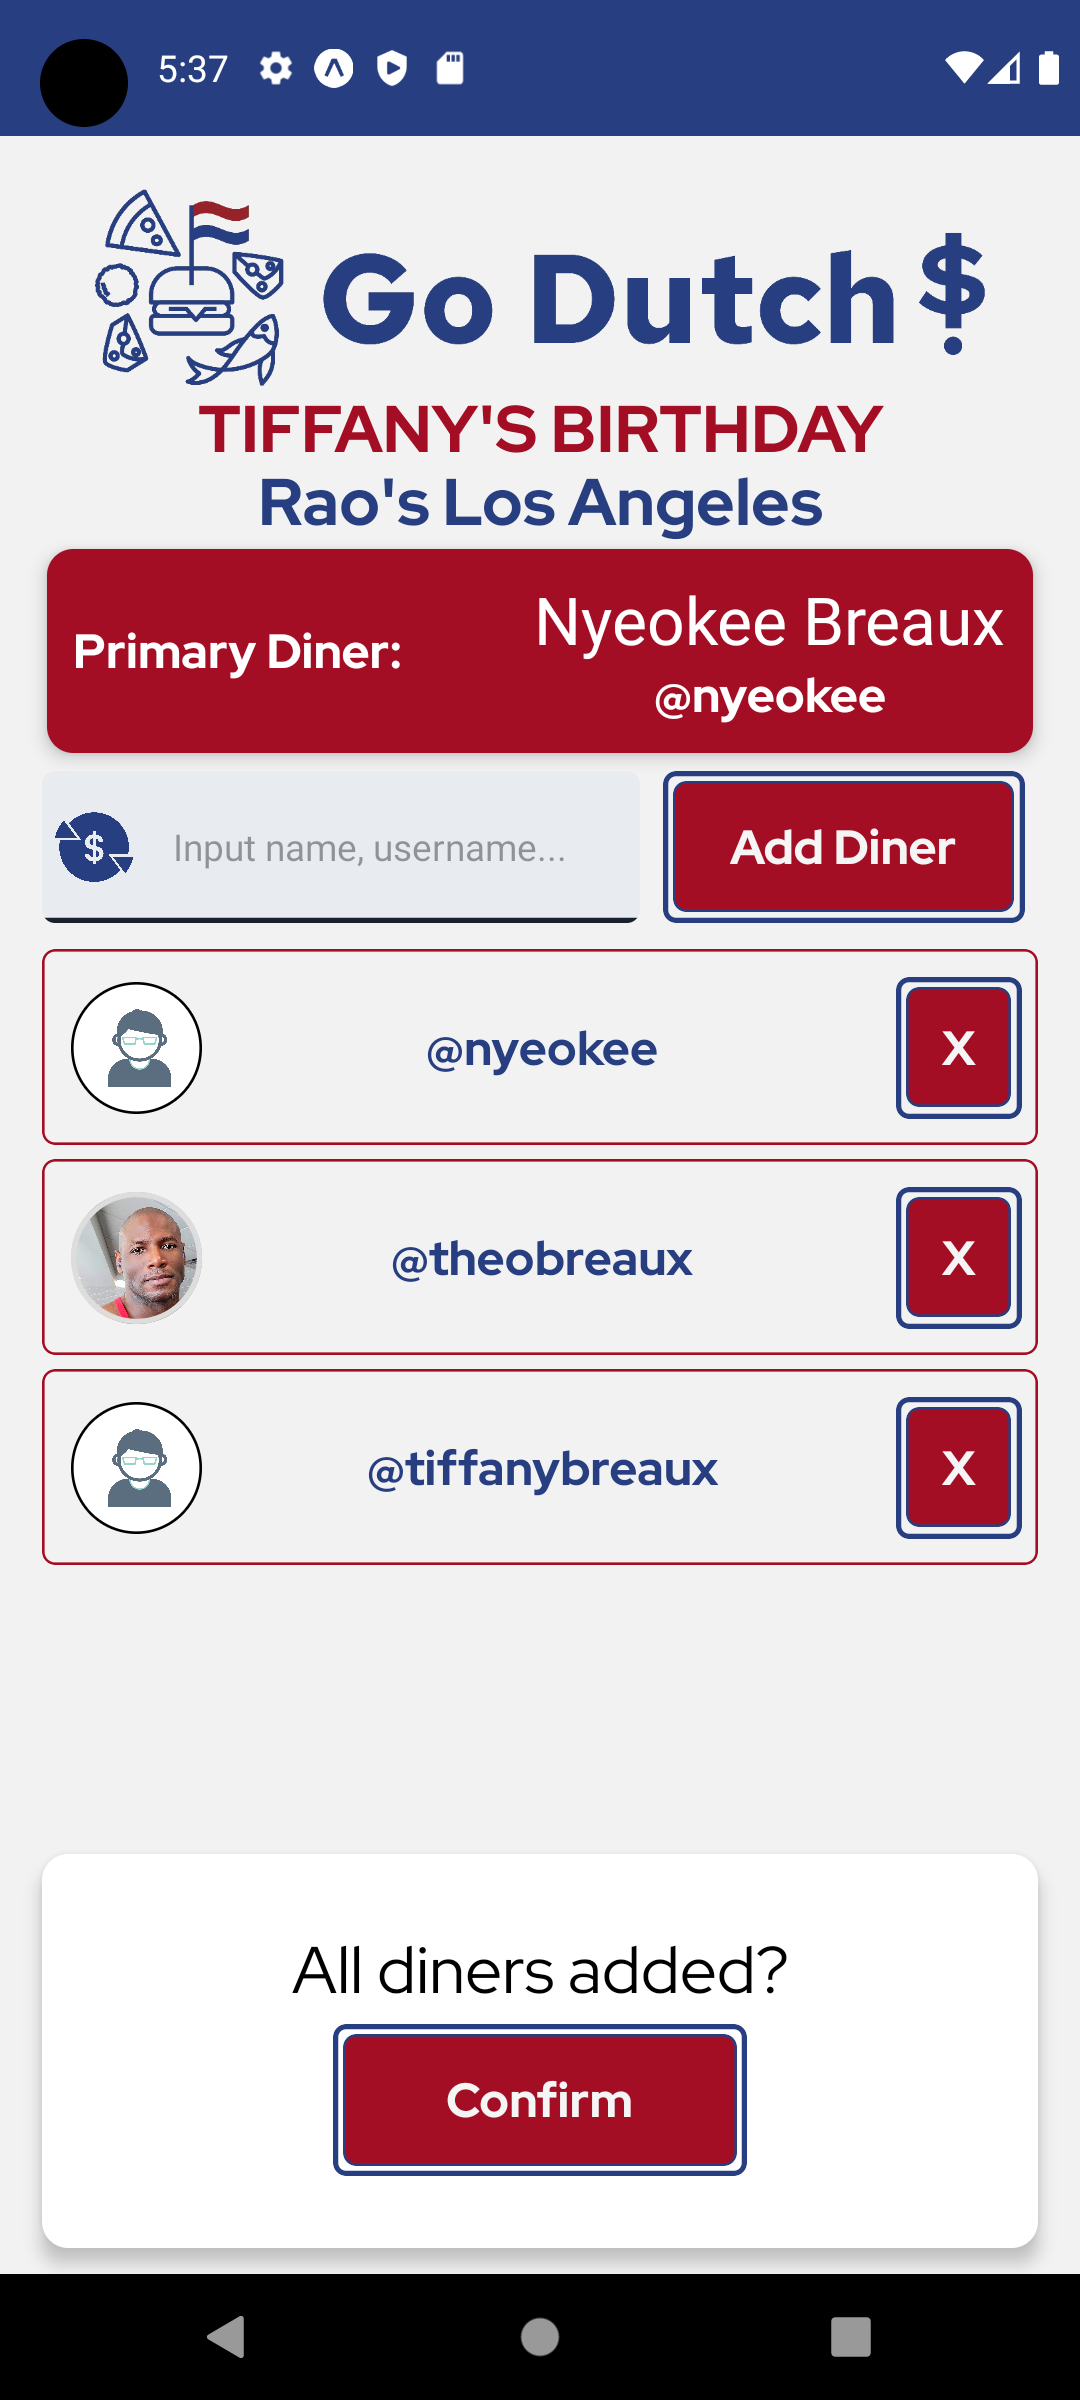 5:37
Go Dutch$
TIFFANY'S BIRTHDAY
Rao's Los Angeles
Primary Diner:
Nyeokee Breaux
@nyeokee
$
Input name, username...
Add Diner
@nyeokee
X
@theobreaux
X
@tiffanybreaux
X
All diners added?
Confirm